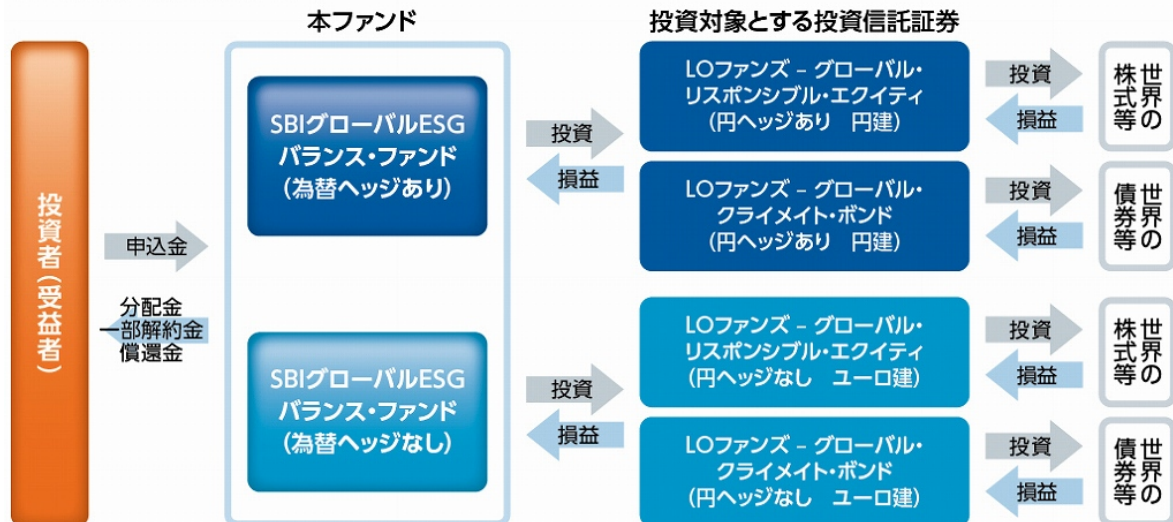 本ファンド
投資対象とする投資信託証券
投資者(受益者)
申込金
分配金
一部解約金
償還金
SBIグローバルESG
バランス・ファンド
(為替ヘッジあり)
投資
損益
LOファンズ – グローバル・
リスポンシブル・エクイティ
(円ヘッジあり 円建)
投資
損益
世界の
株式等
LOファンズ – グローバル・
クライメイト・ボンド
(円ヘッジあり 円建)
投資
損益
世界の
債券等
SBIグローバルESG
バランス・ファンド
(為替ヘッジなし)
投資
損益
LOファンズ – グローバル・
リスポンシブル・エクイティ
(円ヘッジなし ユーロ建)
投資
損益
世界の
株式等
LOファンズ – グローバル・
クライメイト・ボンド
(円ヘッジなし ユーロ建)
投資
損益
世界の
債券等